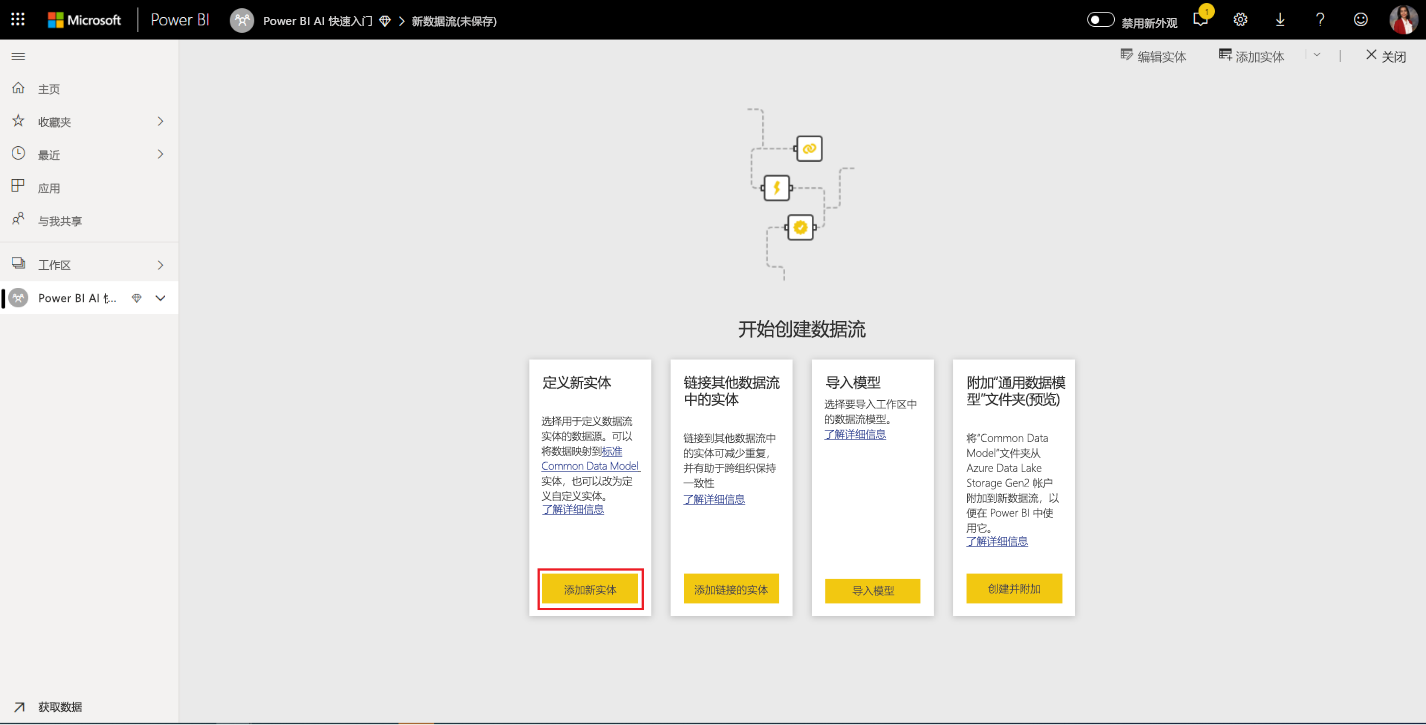 Microsoft Power BI Power BI AI 快速入门 新数据流(未保存) 禁用新外观 1
编辑实体 添加实体 关闭
主页
收藏夹
最近
应用
与我共享
工作区
Power BI AI
获取数据
开始创建数据流
定义新实体
选择用于定义数据流
实体的数据源。可以
将数据映射到标准
Common Data Model
实体，也可以改为定
义自定义实体。
了解详细信息
添加新实体
链接其他数据流
中的实体
链接到其他数据流中
的实体可减少重复，
并有助于跨组织保持
一致性
了解详细信息
添加链接的实体
导入模型
选择要导入工作区中
的数据流模型。
了解详细信息
导入模型
附加"通用数据模
型"文件夹(预览)
将"Common Data
Model"文件夹从
Azure Data Lake
Storage Gen2 帐户
附加到新数据流，以
便在 Power BI 中使
用它。
了解详细信息
创建并附加